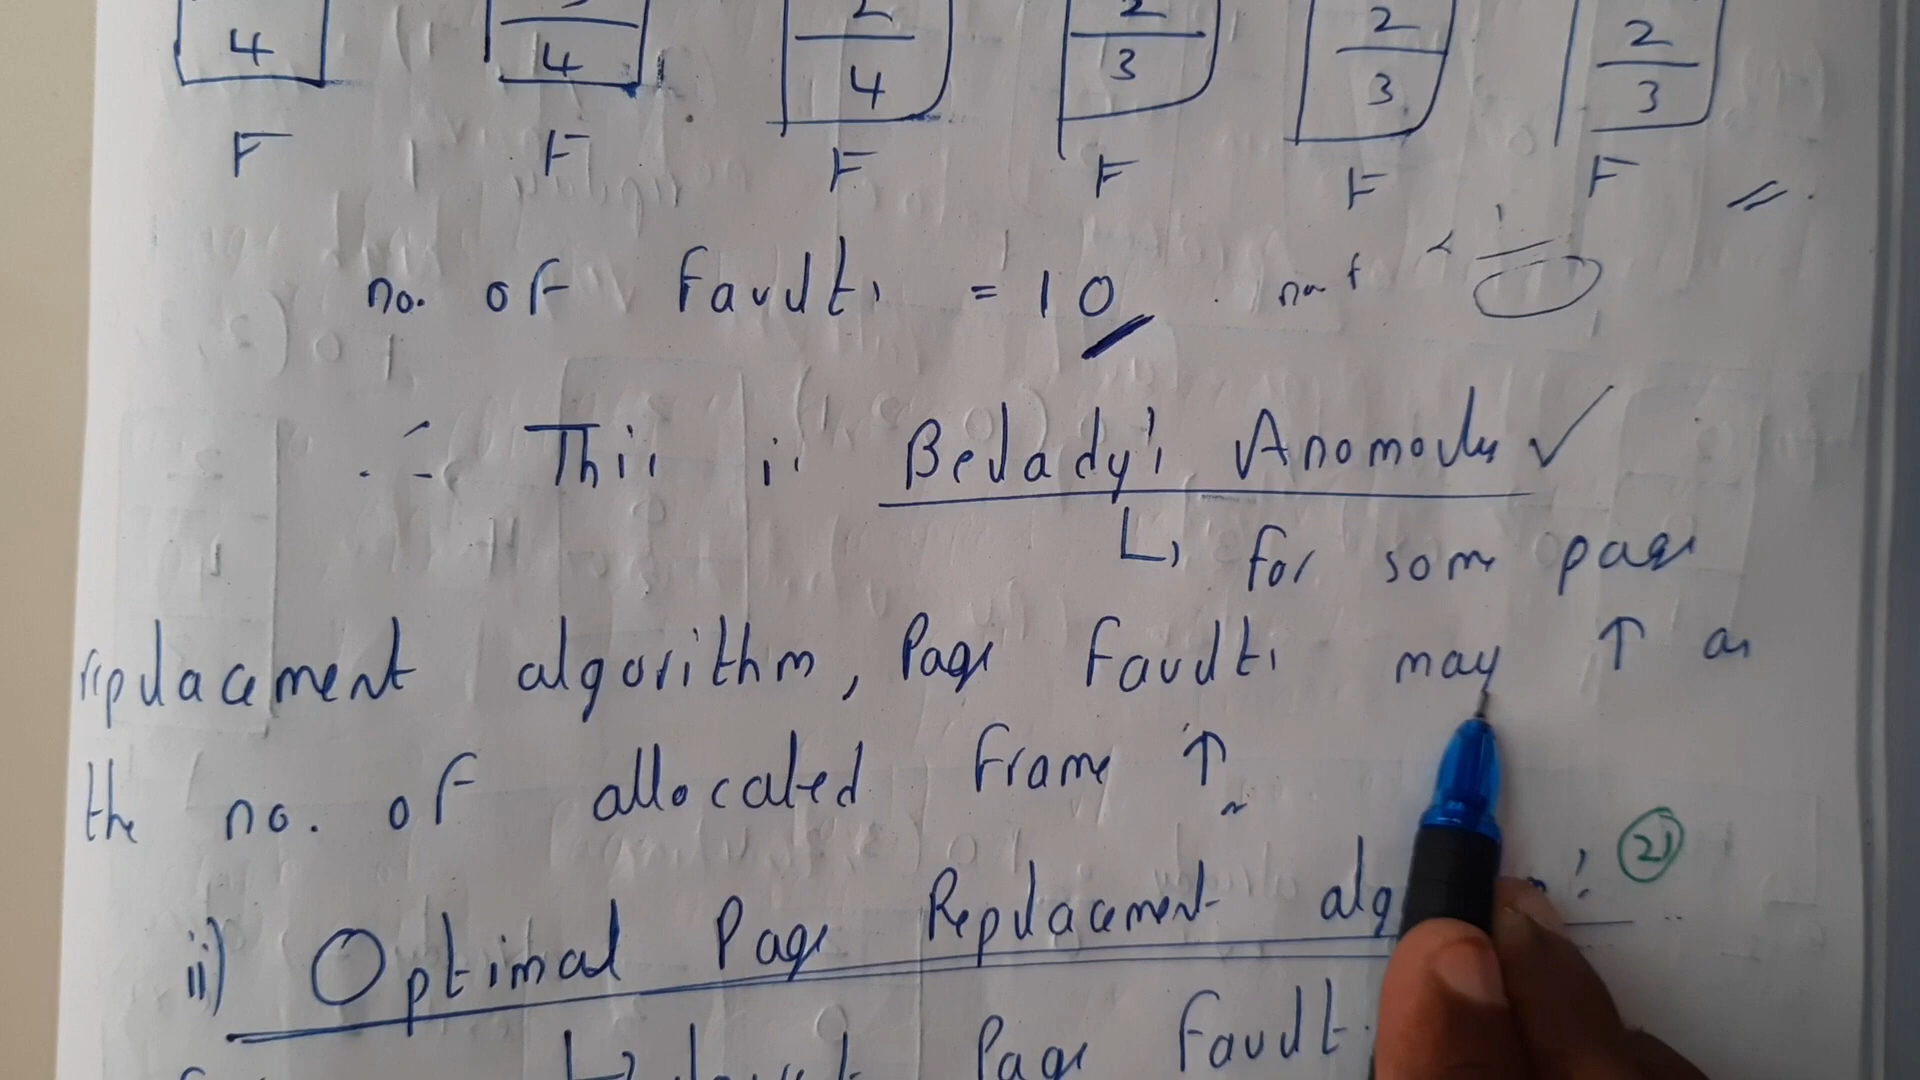 4 4 2 2 2 2
4 3 3 3
F F F F F F
no. of Faults = 10
∴ This is Belady's Anomaly ✓
↳ for some page
replacement algorithm, Page Faults may ↑ as
the no. of allocated frame ↑
ii) Optimal Page Replacement alg : 21
↳ Page Fault